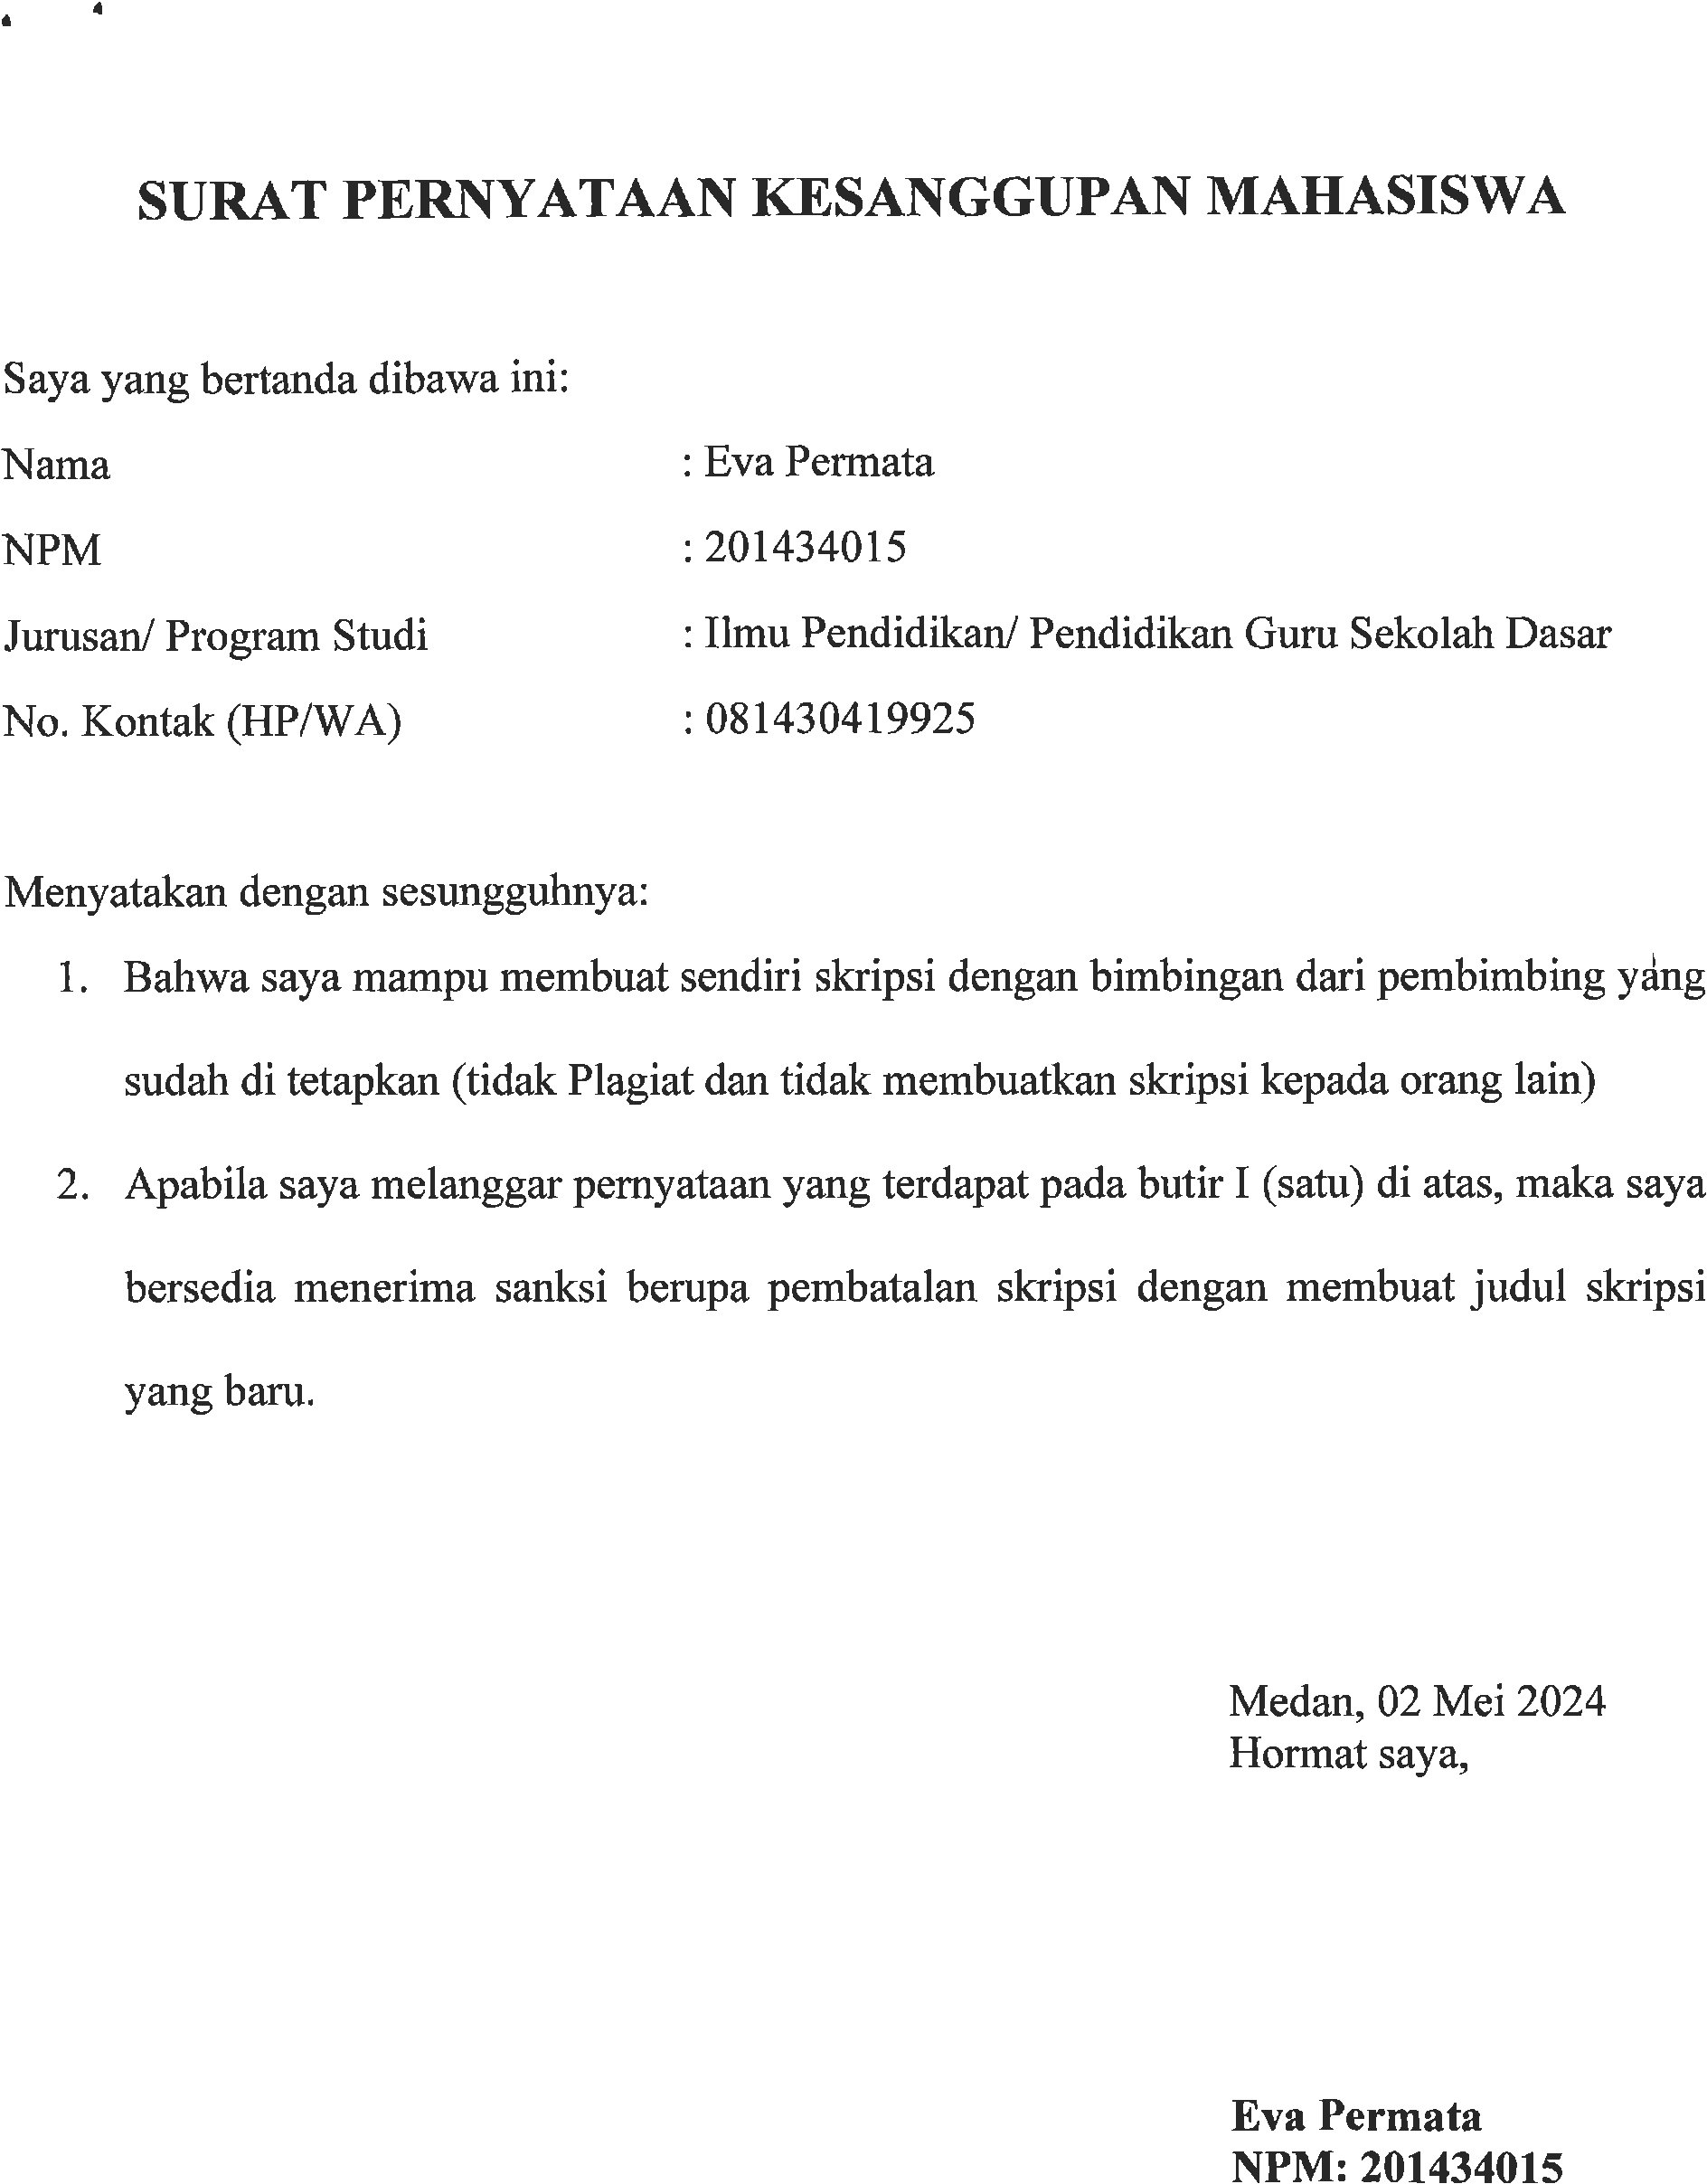 SURAT PERNYATAAN KESANGGUPAN MAHASISWA
Saya yang bertanda dibawa ini:
Nama : Eva Permata
NPM : 201434015
Jurusan/ Program Studi : Ilmu Pendidikan/ Pendidikan Guru Sekolah Dasar
No. Kontak (HP/WA) : 081430419925
Menyatakan dengan sesungguhnya:
1. Bahwa saya mampu membuat sendiri skripsi dengan bimbingan dari pembimbing yang
sudah di tetapkan (tidak Plagiat dan tidak membuatkan skripsi kepada orang lain)
2. Apabila saya melanggar pernyataan yang terdapat pada butir I (satu) di atas, maka saya
bersedia menerima sanksi berupa pembatalan skripsi dengan membuat judul skripsi
yang baru.
Medan, 02 Mei 2024
Hormat saya,
Eva Permata
NPM: 201434015